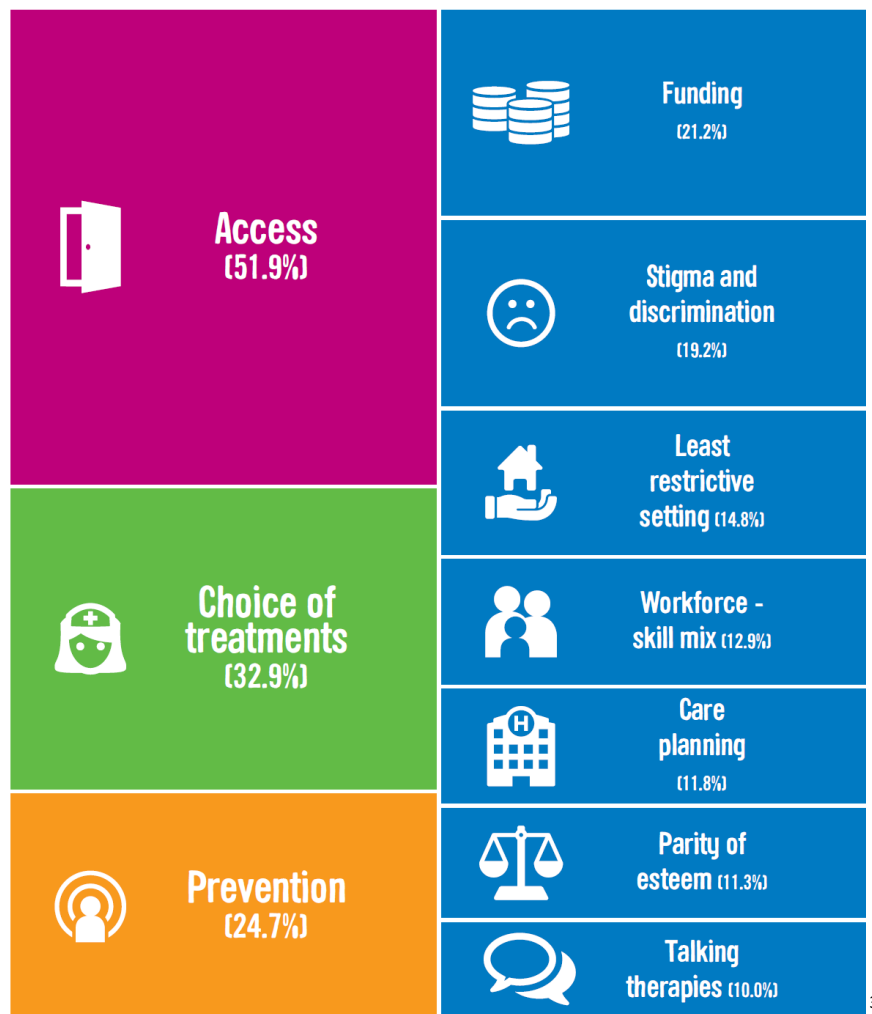 Access
(51.9%)
Choice of
treatments
(32.9%)
Prevention
(24.7%)
Funding
(21.2%)
Stigma and
discrimination
(19.2%)
Least
restrictive
setting (14.8%)
Workforce -
skill mix (12.9%)
H
Care
planning
(11.8%)
Parity of
esteem (11.3%)
Talking
therapies (10.0%)